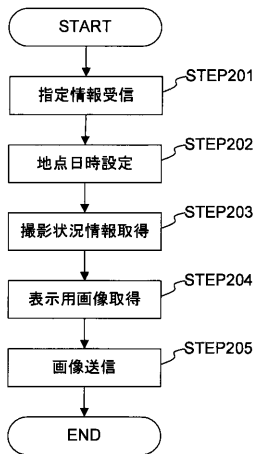 START
STEP201
指定情報受信
STEP202
地点日時設定
STEP203
撮影状況情報取得
STEP204
表示用画像取得
STEP205
画像送信
END